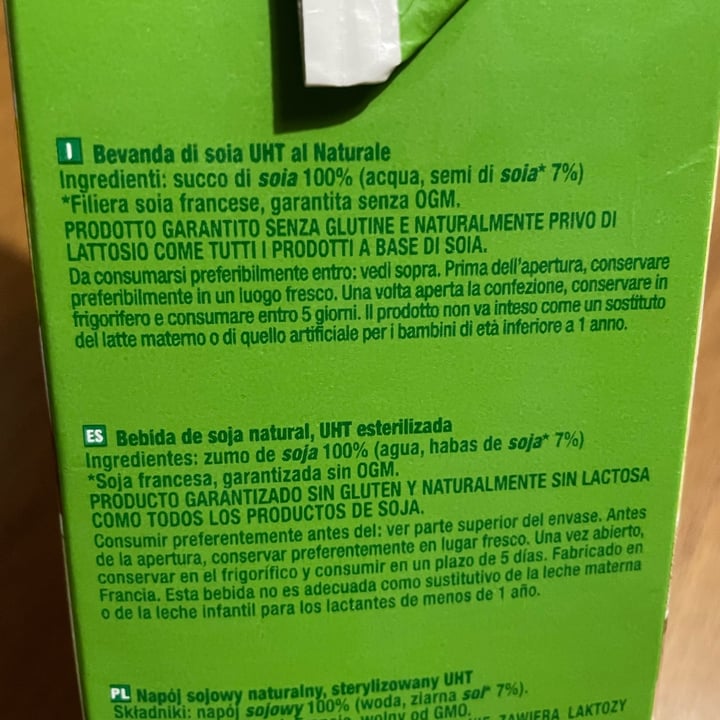 I Bevanda di soia UHT al Naturale
Ingredienti: succo di soia 100% (acqua, semi di soia* 7%)
*Filiera soia francese, garantita senza OGM.
PRODOTTO GARANTITO SENZA GLUTINE E NATURALMENTE PRIVO DI
LATTOSIO COME TUTTI I PRODOTTI A BASE DI SOIA.
Da consumarsi preferibilmente entro: vedi sopra. Prima dell'apertura, conservare
preferibilmente in un luogo fresco. Una volta aperta la confezione, conservare in
frigorifero e consumare entro 5 giorni. Il prodotto non va inteso come un sostituto
del latte materno o di quello artificiale per i bambini di età inferiore a 1 anno.
ES Bebida de soja natural, UHT esterilizada
Ingredientes: zumo de soja 100% (agua, habas de soja* 7%)
*Soja francesa, garantizada sin OGM.
PRODUCTO GARANTIZADO SIN GLUTEN Y NATURALMENTE SIN LACTOSA
COMO TODOS LOS PRODUCTOS DE SOJA.
Consumir preferentemente antes del: ver parte superior del envase. Antes
de la apertura, conservar preferentemente en lugar fresco. Una vez abierto,
conservar en el frigorífico y consumir en un plazo de 5 días. Fabricado en
Francia. Esta bebida no es adecuada como sustitutivo de la leche materna
o de la leche infantil para los lactantes de menos de 1 año.
PL Napój sojowy naturalny, sterylizowany UHT
Składniki: napój sojowy 100% (woda, ziarna soi* 7%).
wolny od GMO.
ZAWIERA LAKTOZY